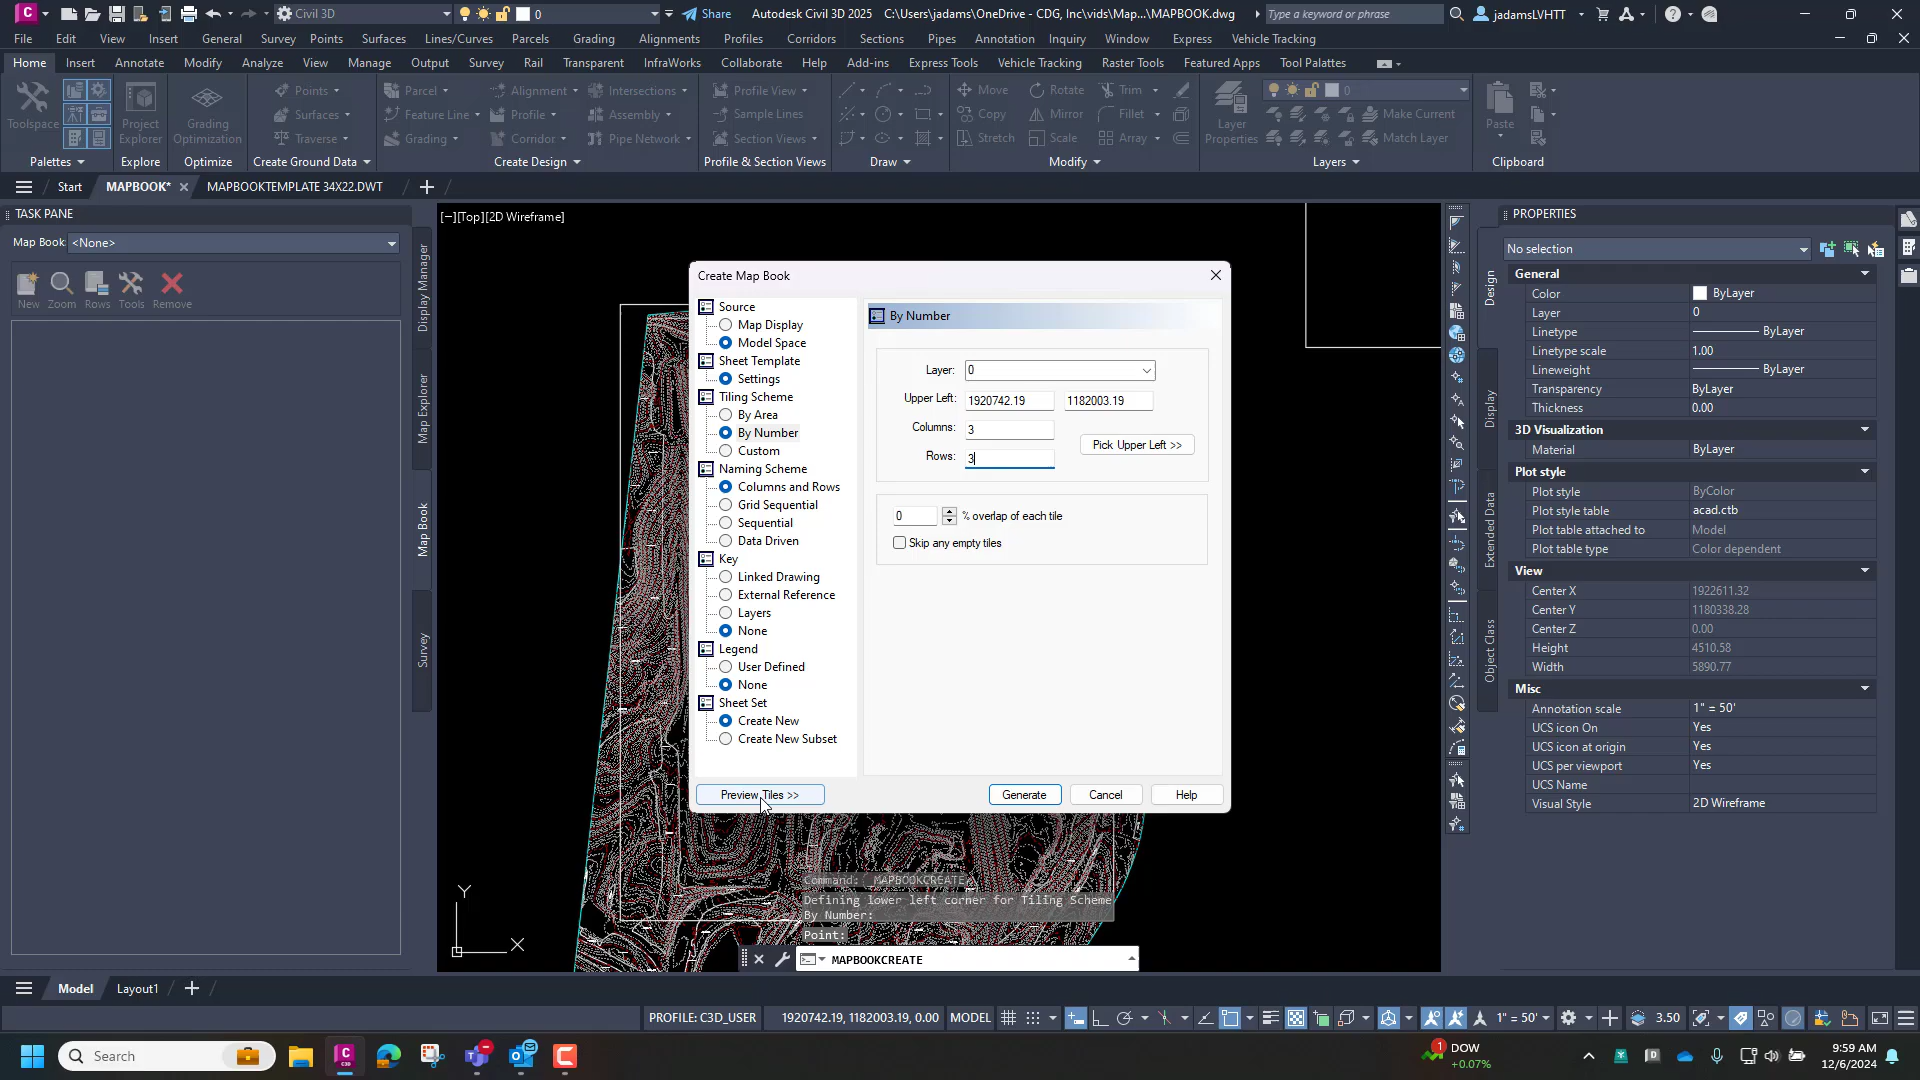 C
Civil 3D
0
Share
Autodesk Civil 3D 2025
C:\Users\jadams\OneDrive - CDG, Inc\vids\Map...\MAPBOOK.dwg
Type a keyword or phrase
jadamsLVHTT
File Edit View Insert General Survey Points Surfaces Lines/Curves Parcels Grading Alignments Profiles Corridors Sections Pipes Annotation Inquiry Window Express Vehicle Tracking
Home Insert Annotate Modify Analyze View Manage Output Survey Rail Transparent InfraWorks Collaborate Help Add-ins Express Tools Vehicle Tracking Raster Tools Featured Apps Tool Palettes
Toolspace
Palettes
Project Explorer
Explore
Grading Optimization
Optimize
Points
Surfaces
Traverse
Create Ground Data
Parcel
Feature Line
Grading
Alignment
Profile
Corridor
Intersections
Assembly
Pipe Network
Create Design
Profile View
Sample Lines
Section Views
Profile & Section Views
Draw
Move
Copy
Stretch
Rotate
Mirror
Scale
Trim
Fillet
Array
Modify
Layer Properties
0
Make Current
Match Layer
Layers
Paste
Clipboard
Start
MAPBOOK*
MAPBOOKTEMPLATE 34X22.DWT
TASK PANE
Map Book: <None>
New Zoom Rows Tools Remove
Display Manager
Map Explorer
Map Book
Survey
[−][Top][2D Wireframe]
Create Map Book
Source
Map Display
Model Space
Sheet Template
Settings
Tiling Scheme
By Area
By Number
Custom
Naming Scheme
Columns and Rows
Grid Sequential
Sequential
Data Driven
Key
Linked Drawing
External Reference
Layers
None
Legend
User Defined
None
Sheet Set
Create New
Create New Subset
By Number
Layer: 0
Upper Left: 1920742.19 1182003.19
Columns: 3
Rows: 3
Pick Upper Left >>
0 % overlap of each tile
Skip any empty tiles
Preview Tiles >>
Generate
Cancel
Help
Command: _MAPBOOKCREATE
Defining lower left corner for Tiling Scheme
By Number:
Point:
MAPBOOKCREATE
Y
X
PROPERTIES
No selection
Design
Display
Extended Data
Object Class
General
Color ByLayer
Layer 0
Linetype ByLayer
Linetype scale 1.00
Lineweight ByLayer
Transparency ByLayer
Thickness 0.00
3D Visualization
Material ByLayer
Plot style
Plot style ByColor
Plot style table acad.ctb
Plot table attached to Model
Plot table type Color dependent
View
Center X 1922611.32
Center Y 1180338.28
Center Z 0.00
Height 4510.58
Width 5890.77
Misc
Annotation scale 1" = 50'
UCS icon On Yes
UCS icon at origin Yes
UCS per viewport Yes
UCS Name
Visual Style 2D Wireframe
Model
Layout1
PROFILE: C3D_USER
1920742.19, 1182003.19, 0.00
MODEL
1" = 50'
3.50
Search
DOW
+0.07%
9:59 AM
12/6/2024